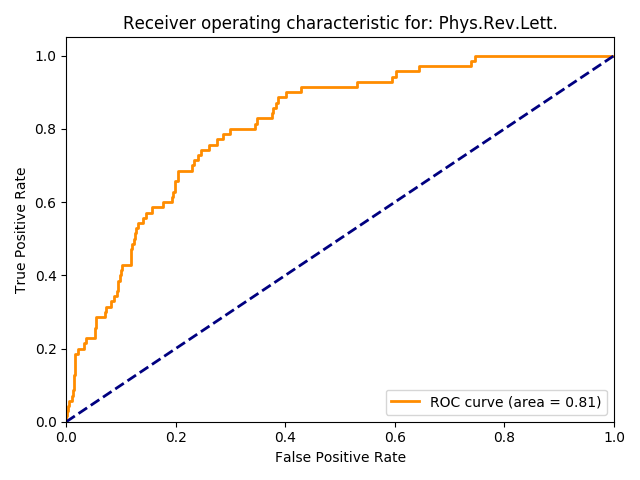 Receiver operating characteristic for: Phys.Rev.Lett.
1.0
0.8
0.6
0.4
0.2
0.0
True Positive Rate
ROC curve (area = 0.81)
0.0 0.2 0.4 0.6 0.8 1.0
False Positive Rate